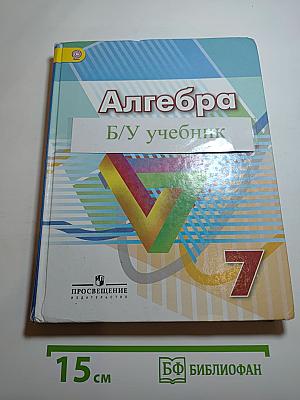 Алгебра
Б/У учебник
7
ПРОСВЕЩЕНИЕ
ИЗДАТЕЛЬСТВО
15 см
БФ БИБЛИОФАН